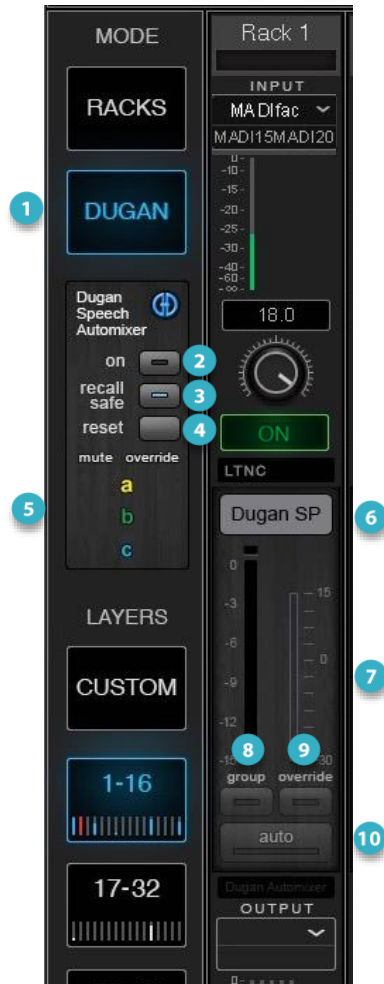 MODE
RACKS
1
DUGAN
Dugan
Speech
Automixer
on
2
recall
safe
3
reset
4
mute override
5
a
b
c
LAYERS
CUSTOM
1-16
17-32
Rack 1
INPUT
MADIfac
MADI15MADI20
0-
-10-
-15-
-20-
-25-
-30-
-40-
-60-
-∞-
18.0
ON
LTNC
Dugan SP
6
0
-3
-6
-9
-12
15
0
-30
7
8
9
group override
auto
10
Dugan Automixer
OUTPUT
0-